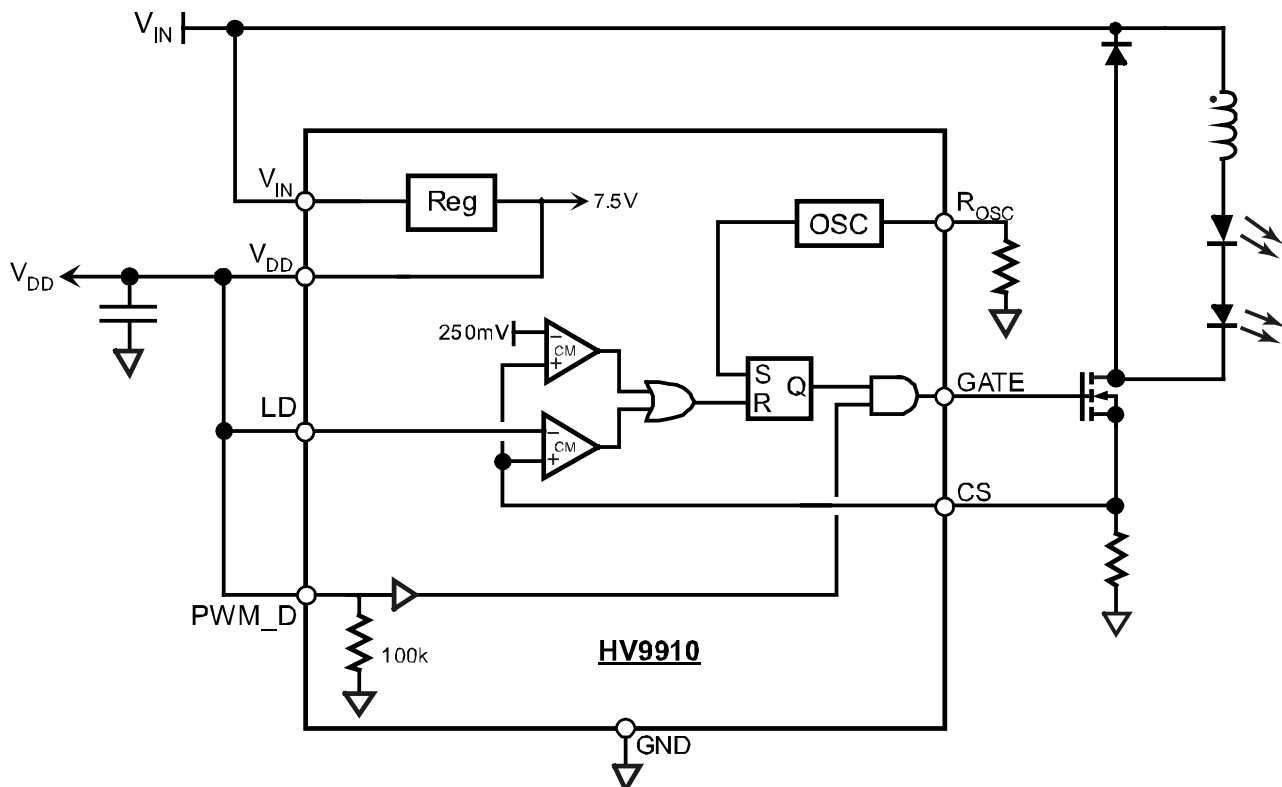 VIN
VIN
Reg
7.5V
OSC
ROSC
VDD
VDD
250mV
CM
−
+
S
Q
R
GATE
LD
CM
−
+
CS
PWM_D
100k
HV9910
GND